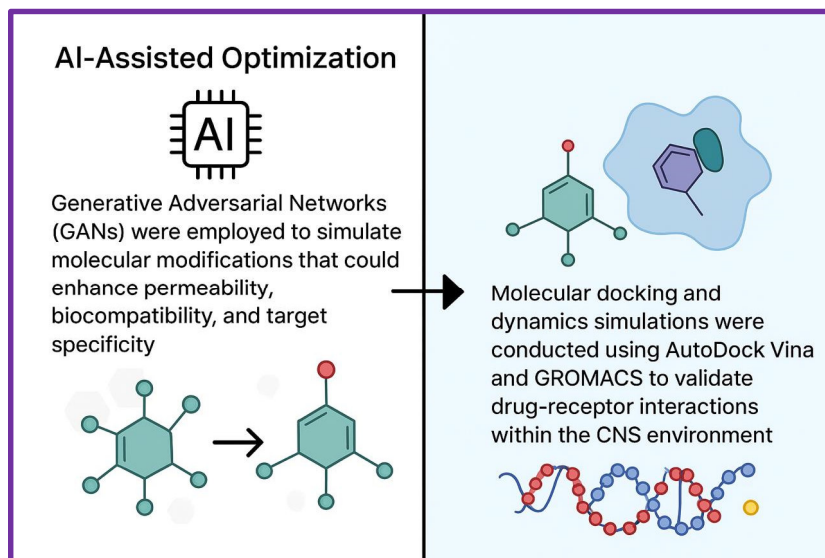 AI-Assisted Optimization
AI
Generative Adversarial Networks
(GANs) were employed to simulate
molecular modifications that could
enhance permeability,
biocompatibility, and target
specificity
Molecular docking and
dynamics simulations were
conducted using AutoDock Vina
and GROMACS to validate
drug-receptor interactions
within the CNS environment